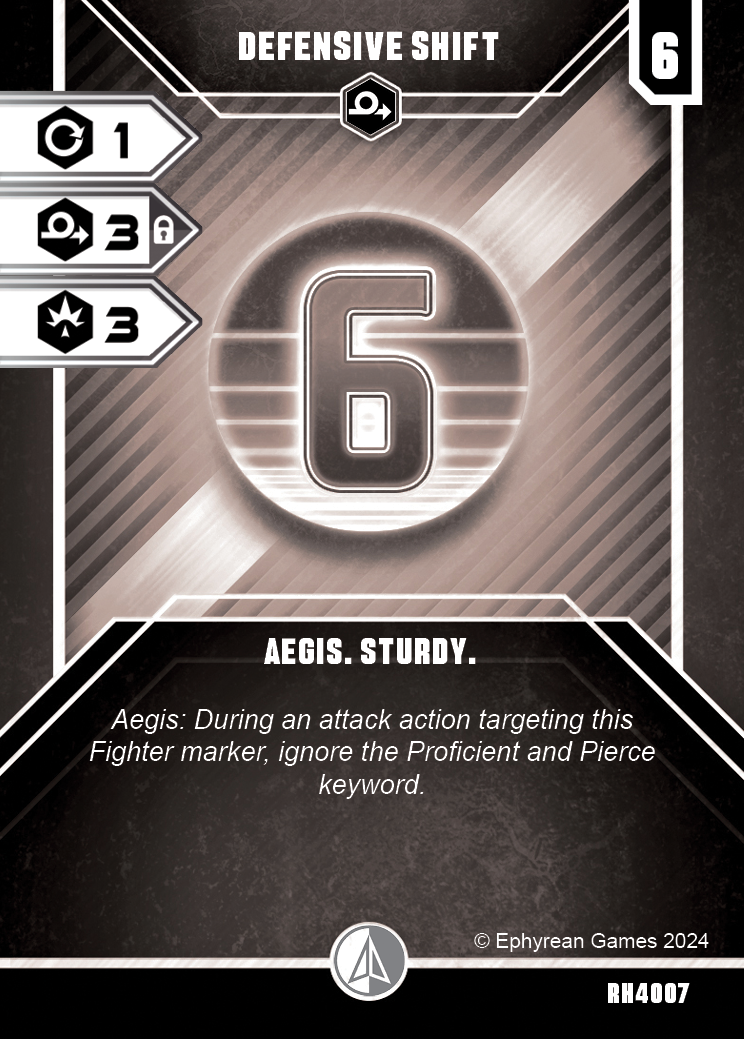 DEFENSIVE SHIFT
6
1
3
3
6
AEGIS. STURDY.
Aegis: During an attack action targeting this
Fighter marker, ignore the Proficient and Pierce
keyword.
© Ephyrean Games 2024
RH4007